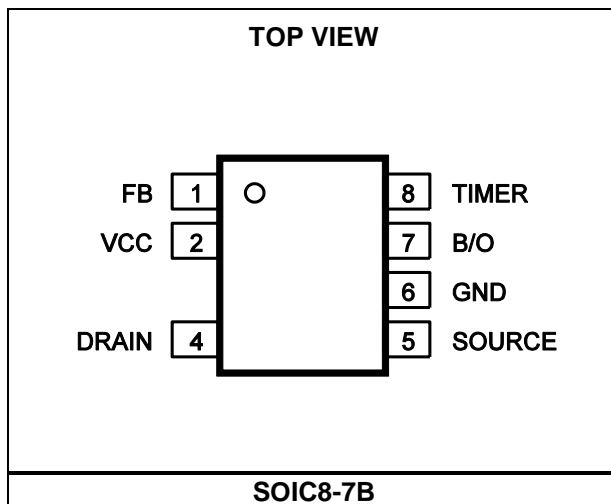 TOP VIEW
FB 1 8 TIMER
VCC 2 7 B/O
6 GND
DRAIN 4 5 SOURCE
SOIC8-7B